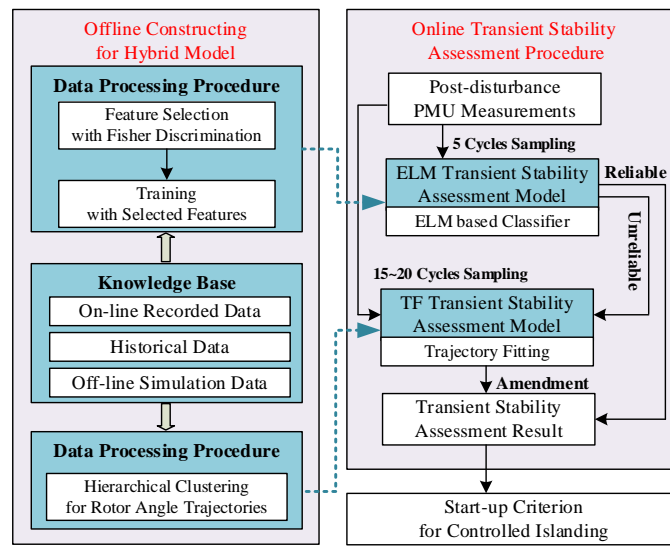 Offline Constructing
for Hybrid Model
Data Processing Procedure
Feature Selection
with Fisher Discrimination
Training
with Selected Features
Knowledge Base
On-line Recorded Data
Historical Data
Off-line Simulation Data
Data Processing Procedure
Hierarchical Clustering
for Rotor Angle Trajectories
Online Transient Stability
Assessment Procedure
Post-disturbance
PMU Measurements
5 Cycles Sampling
ELM Transient Stability
Assessment Model
ELM based Classifier
Reliable
Unreliable
15~20 Cycles Sampling
TF Transient Stability
Assessment Model
Trajectory Fitting
Amendment
Transient Stability
Assessment Result
Start-up Criterion
for Controlled Islanding